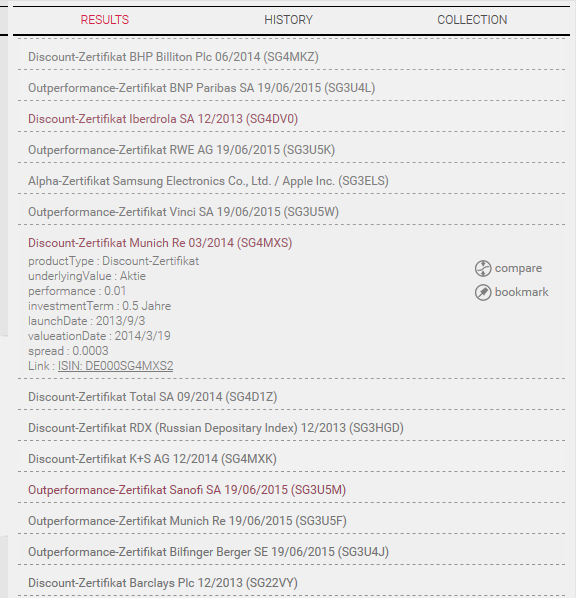 RESULTS HISTORY COLLECTION
Discount-Zertifikat BHP Billiton Plc 06/2014 (SG4MKZ)
Outperformance-Zertifikat BNP Paribas SA 19/06/2015 (SG3U4L)
Discount-Zertifikat Iberdrola SA 12/2013 (SG4DV0)
Outperformance-Zertifikat RWE AG 19/06/2015 (SG3U5K)
Alpha-Zertifikat Samsung Electronics Co., Ltd. / Apple Inc. (SG3ELS)
Outperformance-Zertifikat Vinci SA 19/06/2015 (SG3U5W)
Discount-Zertifikat Munich Re 03/2014 (SG4MXS)
productType : Discount-Zertifikat
underlyingValue : Aktie
performance : 0.01
investmentTerm : 0.5 Jahre
launchDate : 2013/9/3
valueationDate : 2014/3/19
spread : 0.0003
Link : ISIN: DE000SG4MXS2
compare
bookmark
Discount-Zertifikat Total SA 09/2014 (SG4D1Z)
Discount-Zertifikat RDX (Russian Depositary Index) 12/2013 (SG3HGD)
Discount-Zertifikat K+S AG 12/2014 (SG4MXK)
Outperformance-Zertifikat Sanofi SA 19/06/2015 (SG3U5M)
Outperformance-Zertifikat Munich Re 19/06/2015 (SG3U5F)
Outperformance-Zertifikat Bilfinger Berger SE 19/06/2015 (SG3U4J)
Discount-Zertifikat Barclays Plc 12/2013 (SG22VY)